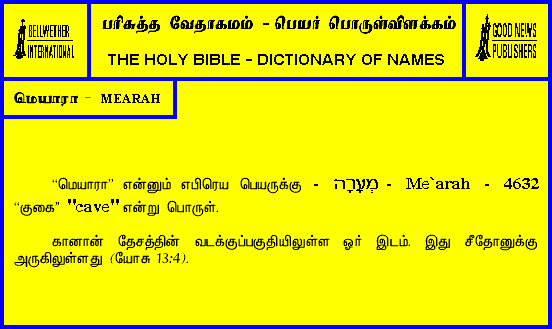 BELLWETHER
INTERNATIONAL
பரிசுத்த வேதாகமம் - பெயர் பொருள்விளக்கம்
THE HOLY BIBLE - DICTIONARY OF NAMES
GOOD NEWS
PUBLISHERS
மெயாரா - MEARAH
“மெயாரா” என்னும் எபிரெய பெயருக்கு - מְעָרָה - Me`arah - 4632
“குகை” "cave" என்று பொருள்.
கானான் தேசத்தின் வடக்குப்பகுதியிலுள்ள ஓர் இடம். இது சீதோனுக்கு
அருகிலுள்ளது (யோசு 13:4).